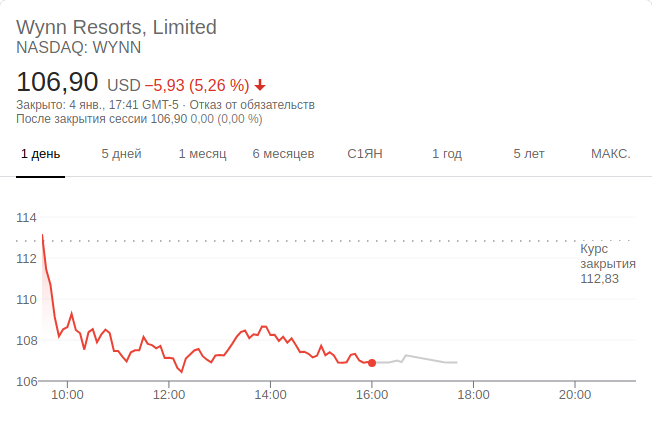 Wynn Resorts, Limited
NASDAQ: WYNN
106,90 USD −5,93 (5,26 %)
Закрыто: 4 янв., 17:41 GMT-5 · Отказ от обязательств
После закрытия сессии 106,90 0,00 (0,00 %)
1 день 5 дней 1 месяц 6 месяцев С1ЯН 1 год 5 лет МАКС.
114
Курс
закрытия
112,83
112
110
108
106
10:00 12:00 14:00 16:00 18:00 20:00